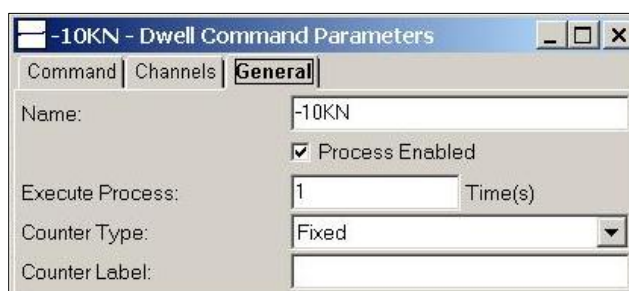 -10KN - Dwell Command Parameters
Command Channels General
Name: -10KN
Process Enabled
Execute Process: 1 Time(s)
Counter Type: Fixed
Counter Label: